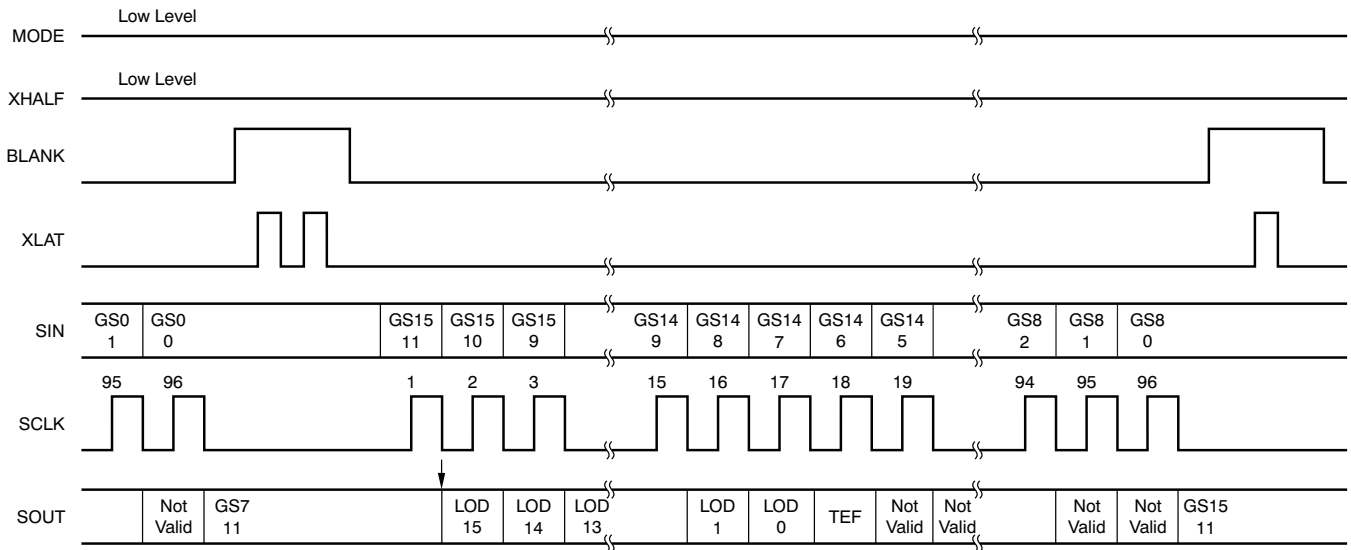 Low Level
MODE
Low Level
XHALF
BLANK
XLAT
SIN
GS0 1
GS0 0
GS15 11
GS15 10
GS15 9
GS14 9
GS14 8
GS14 7
GS14 6
GS14 5
GS8 2
GS8 1
GS8 0
95 96 1 2 3 15 16 17 18 19 94 95 96
SCLK
SOUT
Not Valid
GS7 11
LOD 15
LOD 14
LOD 13
LOD 1
LOD 0
TEF
Not Valid
Not Valid
Not Valid
Not Valid
GS15 11